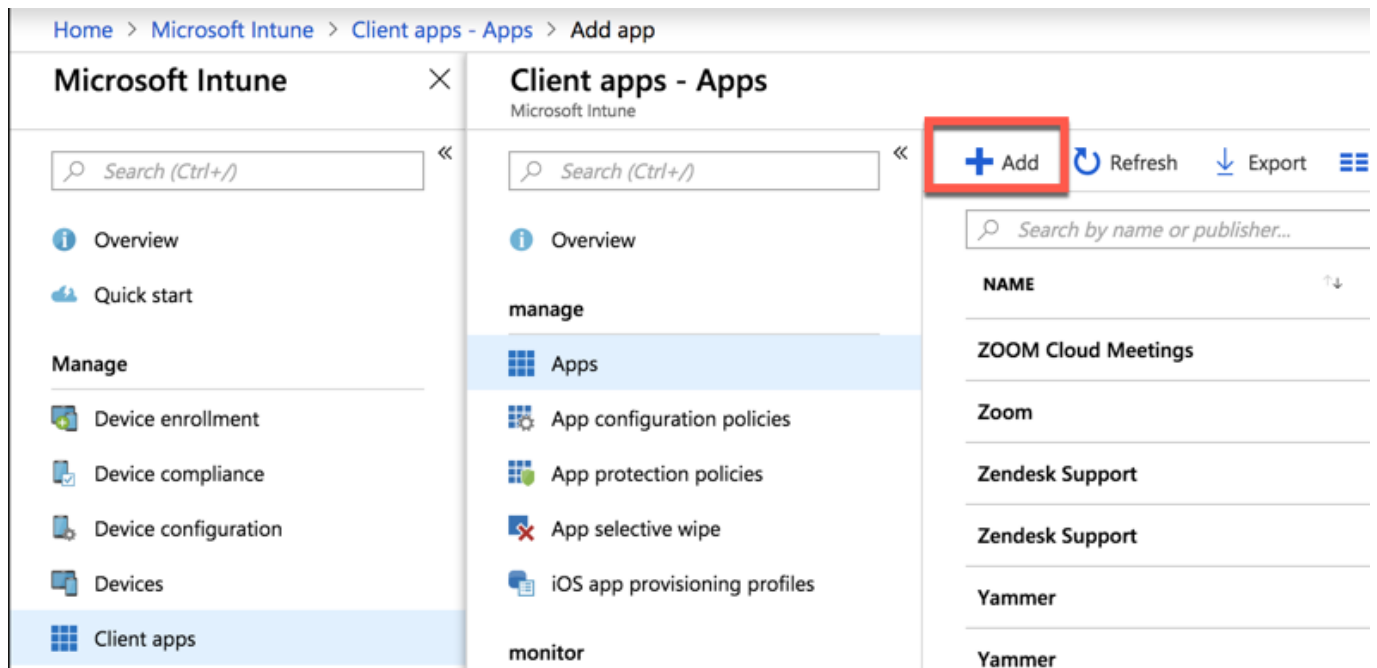 Home > Microsoft Intune > Client apps - Apps > Add app
Microsoft Intune
Search (Ctrl+/)
Overview
Quick start
Manage
Device enrollment
Device compliance
Device configuration
Devices
Client apps
Client apps - Apps
Microsoft Intune
Search (Ctrl+/)
Overview
manage
Apps
App configuration policies
App protection policies
App selective wipe
iOS app provisioning profiles
monitor
Add Refresh Export
Search by name or publisher...
NAME
ZOOM Cloud Meetings
Zoom
Zendesk Support
Zendesk Support
Yammer
Yammer